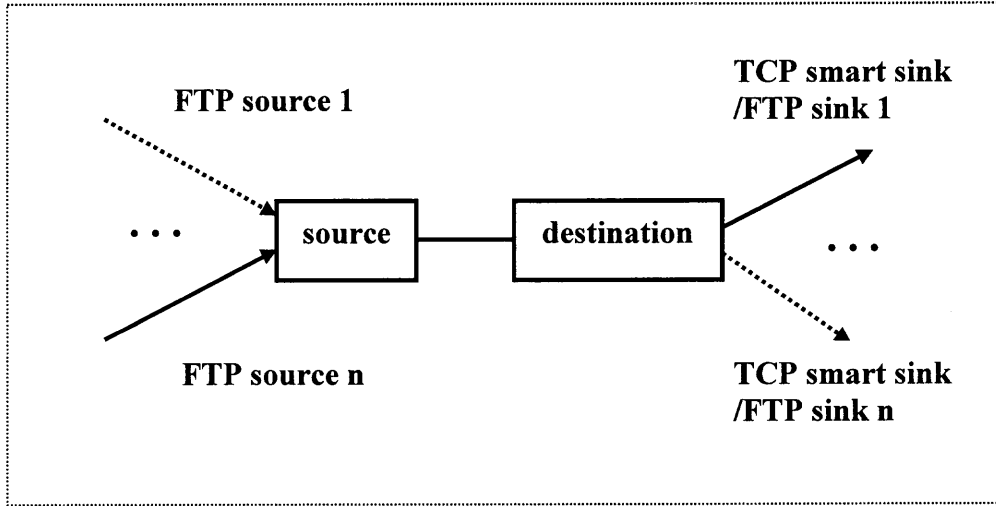 FTP source 1
TCP smart sink
/FTP sink 1
. . .
source
destination
. . .
FTP source n
TCP smart sink
/FTP sink n